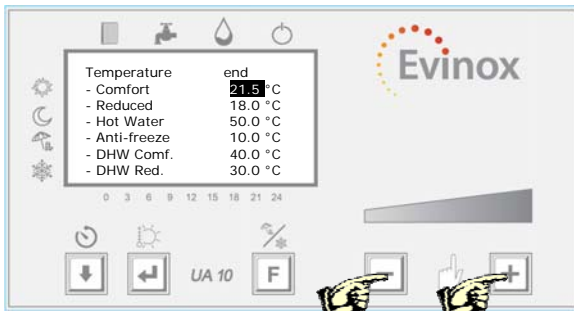 Evinox
Temperature end
- Comfort 21.5 °C
- Reduced 18.0 °C
- Hot Water 50.0 °C
- Anti-freeze 10.0 °C
- DHW Comf. 40.0 °C
- DHW Red. 30.0 °C
0 3 6 9 12 15 18 21 24
UA 10 F - +